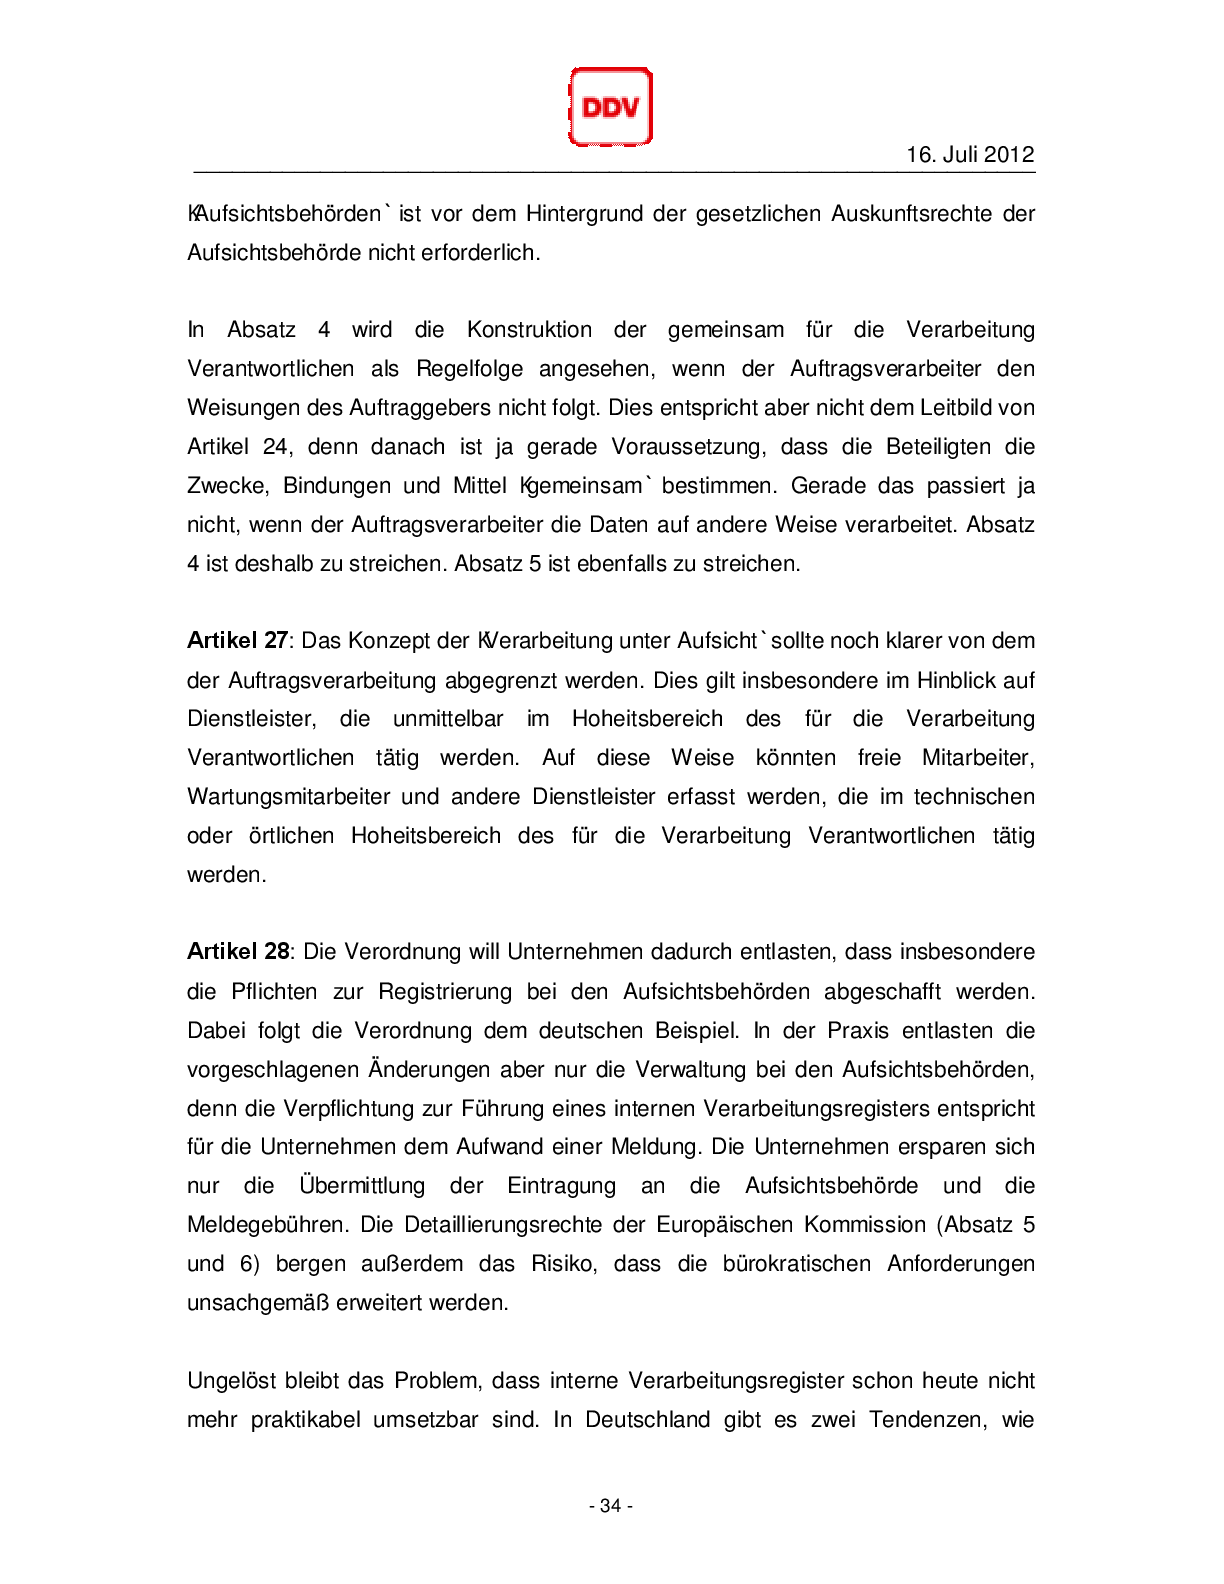 DDV
16. Juli 2012
KAufsichtsbehörden` ist vor dem Hintergrund der gesetzlichen Auskunftsrechte der
Aufsichtsbehörde nicht erforderlich.
In Absatz 4 wird die Konstruktion der gemeinsam für die Verarbeitung
Verantwortlichen als Regelfolge angesehen, wenn der Auftragsverarbeiter den
Weisungen des Auftraggebers nicht folgt. Dies entspricht aber nicht dem Leitbild von
Artikel 24, denn danach ist ja gerade Voraussetzung, dass die Beteiligten die
Zwecke, Bindungen und Mittel Kgemeinsam` bestimmen. Gerade das passiert ja
nicht, wenn der Auftragsverarbeiter die Daten auf andere Weise verarbeitet. Absatz
4 ist deshalb zu streichen. Absatz 5 ist ebenfalls zu streichen.
Artikel 27: Das Konzept der KVerarbeitung unter Aufsicht` sollte noch klarer von dem
der Auftragsverarbeitung abgegrenzt werden. Dies gilt insbesondere im Hinblick auf
Dienstleister, die unmittelbar im Hoheitsbereich des für die Verarbeitung
Verantwortlichen tätig werden. Auf diese Weise könnten freie Mitarbeiter,
Wartungsmitarbeiter und andere Dienstleister erfasst werden, die im technischen
oder örtlichen Hoheitsbereich des für die Verarbeitung Verantwortlichen tätig
werden.
Artikel 28: Die Verordnung will Unternehmen dadurch entlasten, dass insbesondere
die Pflichten zur Registrierung bei den Aufsichtsbehörden abgeschafft werden.
Dabei folgt die Verordnung dem deutschen Beispiel. In der Praxis entlasten die
vorgeschlagenen Änderungen aber nur die Verwaltung bei den Aufsichtsbehörden,
denn die Verpflichtung zur Führung eines internen Verarbeitungsregisters entspricht
für die Unternehmen dem Aufwand einer Meldung. Die Unternehmen ersparen sich
nur die Übermittlung der Eintragung an die Aufsichtsbehörde und die
Meldegebühren. Die Detaillierungsrechte der Europäischen Kommission (Absatz 5
und 6) bergen außerdem das Risiko, dass die bürokratischen Anforderungen
unsachgemäß erweitert werden.
Ungelöst bleibt das Problem, dass interne Verarbeitungsregister schon heute nicht
mehr praktikabel umsetzbar sind. In Deutschland gibt es zwei Tendenzen, wie
- 34 -